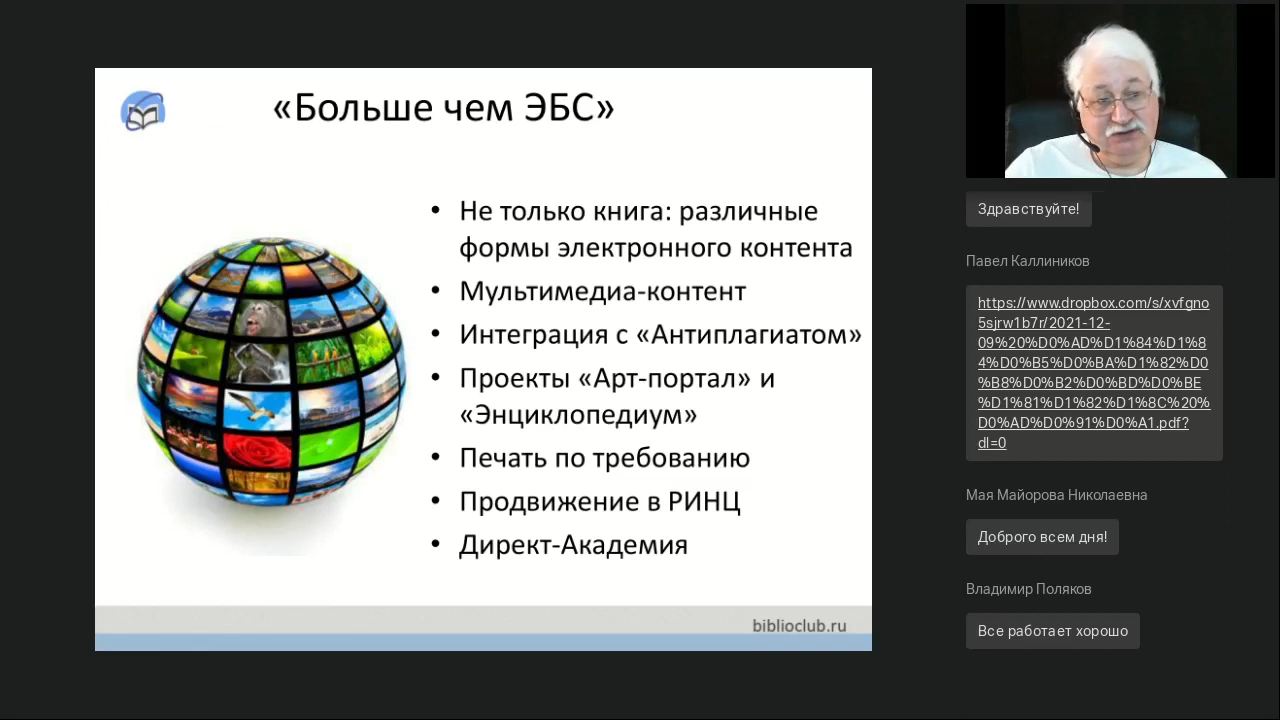 «Больше чем ЭБС»
• Не только книга: различные
формы электронного контента
• Мультимедиа-контент
• Интеграция с «Антиплагиатом»
• Проекты «Арт-портал» и
«Энциклопедиум»
• Печать по требованию
• Продвижение в РИНЦ
• Директ-Академия
biblioclub.ru
Здравствуйте!
Павел Каллиников
https://www.dropbox.com/s/xvfgno
5sjrw1b7r/2021-12-
09%20%D0%AD%D1%84%D1%8
4%D0%B5%D0%BA%D1%82%D0
%B8%D0%B2%D0%BD%D0%BE
%D1%81%D1%82%D1%8C%20%
D0%AD%D0%91%D0%A1.pdf?
dl=0
Мая Майорова Николаевна
Доброго всем дня!
Владимир Поляков
Все работает хорошо